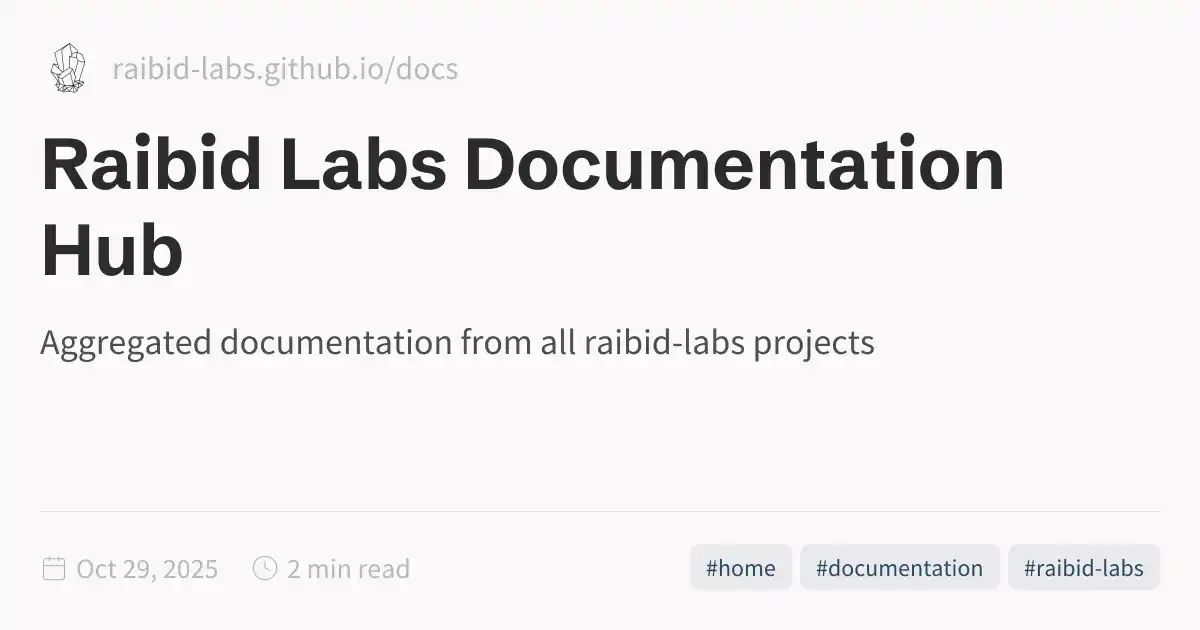 raibid-labs.github.io/docs
Raibid Labs Documentation
Hub
Aggregated documentation from all raibid-labs projects
Oct 29, 2025 2 min read #home #documentation #raibid-labs